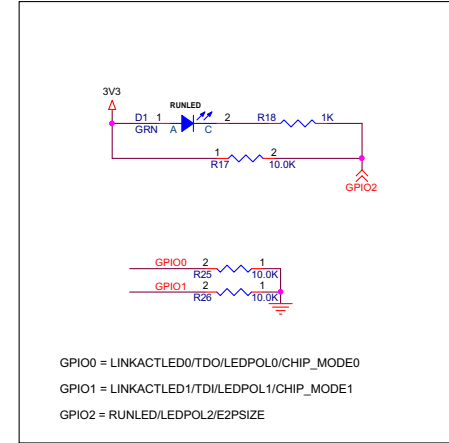 3V3
RUNLED
D1 1 2 R18 1K
GRN A C
1 2
R17 10.0K
GPIO2
GPIO0 2 1
R25 10.0K
GPIO1 2 1
R26 10.0K
GPIO0 = LINKACTLED0/TDO/LEDPOL0/CHIP_MODE0
GPIO1 = LINKACTLED1/TDI/LEDPOL1/CHIP_MODE1
GPIO2 = RUNLED/LEDPOL2/E2PSIZE